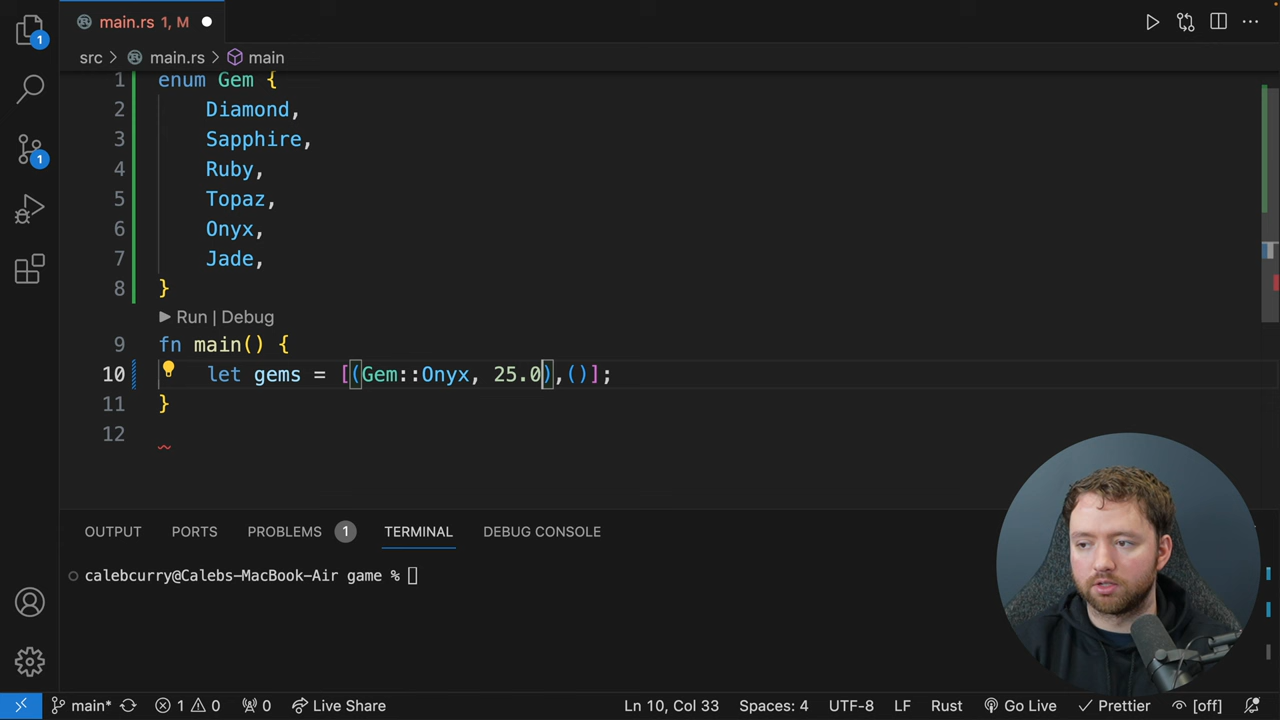 main.rs 1, M
src > main.rs > main
1 enum Gem {
2 Diamond,
3 Sapphire,
4 Ruby,
5 Topaz,
6 Onyx,
7 Jade,
8 }
Run | Debug
9 fn main() {
10 let gems = [(Gem::Onyx, 25.0),()];
11 }
12
OUTPUT PORTS PROBLEMS 1 TERMINAL DEBUG CONSOLE
calebcurry@Calebs-MacBook-Air game %
1
1
main* 1 0 0 Live Share Ln 10, Col 33 Spaces: 4 UTF-8 LF Rust Go Live Prettier [off]